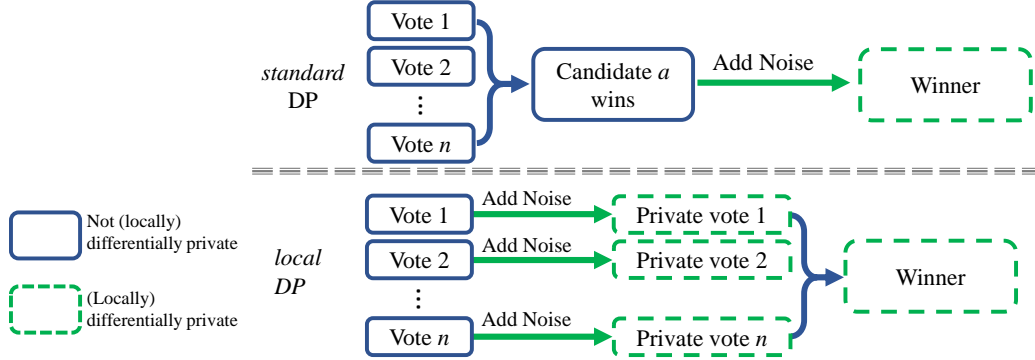 Vote 1
Vote 2
⋮
Vote n
standard
DP
Candidate a
wins
Add Noise
Winner
Not (locally)
differentially private
(Locally)
differentially private
local
DP
Vote 1
Add Noise
Private vote 1
Vote 2
Add Noise
Private vote 2
⋮
Vote n
Add Noise
Private vote n
Winner